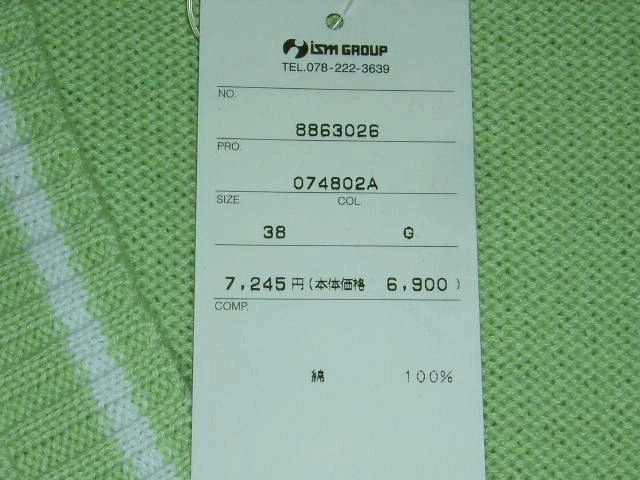 ism GROUP
TEL.078-222-3639
NO.
8863026
PRO.
074802A
SIZE COL.
38 G
7,245円(本体価格 6,900)
COMP.
綿 100%